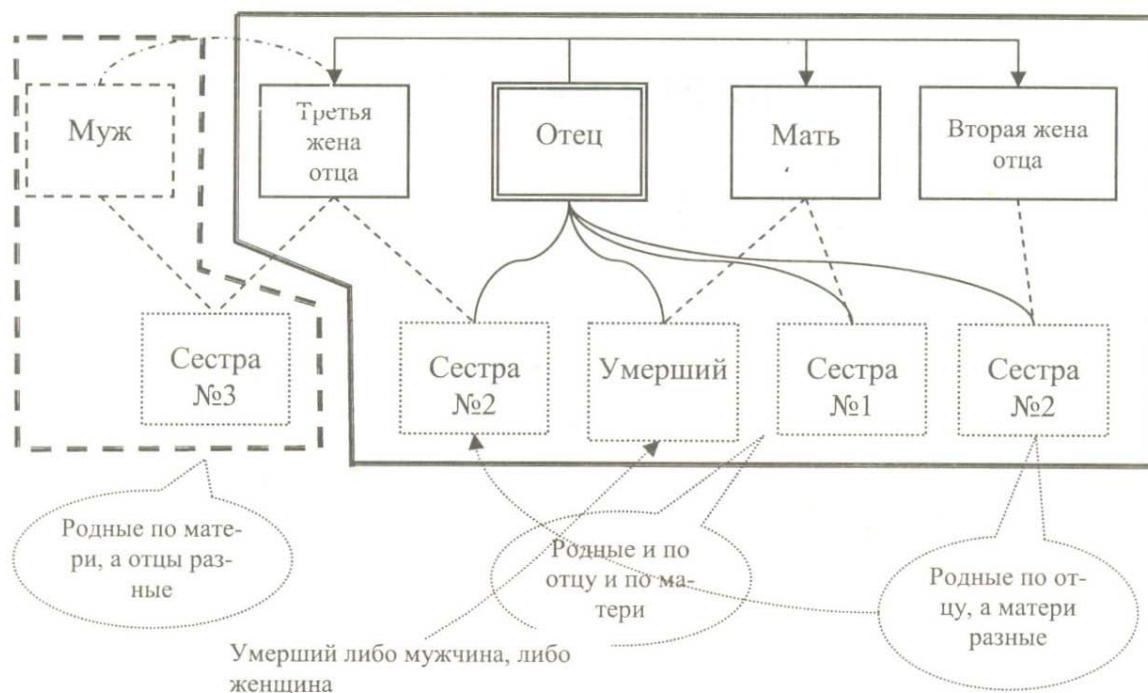 Муж
Третья
жена
отца
Отец
Мать
Вторая жена
отца
Сестра
№3
Сестра
№2
Умерший
Сестра
№1
Сестра
№2
Родные по мате-
ри, а отцы раз-
ные
Родные и по
отцу и по ма-
тери
Родные по от-
цу, а матери
разные
Умерший либо мужчина, либо
женщина